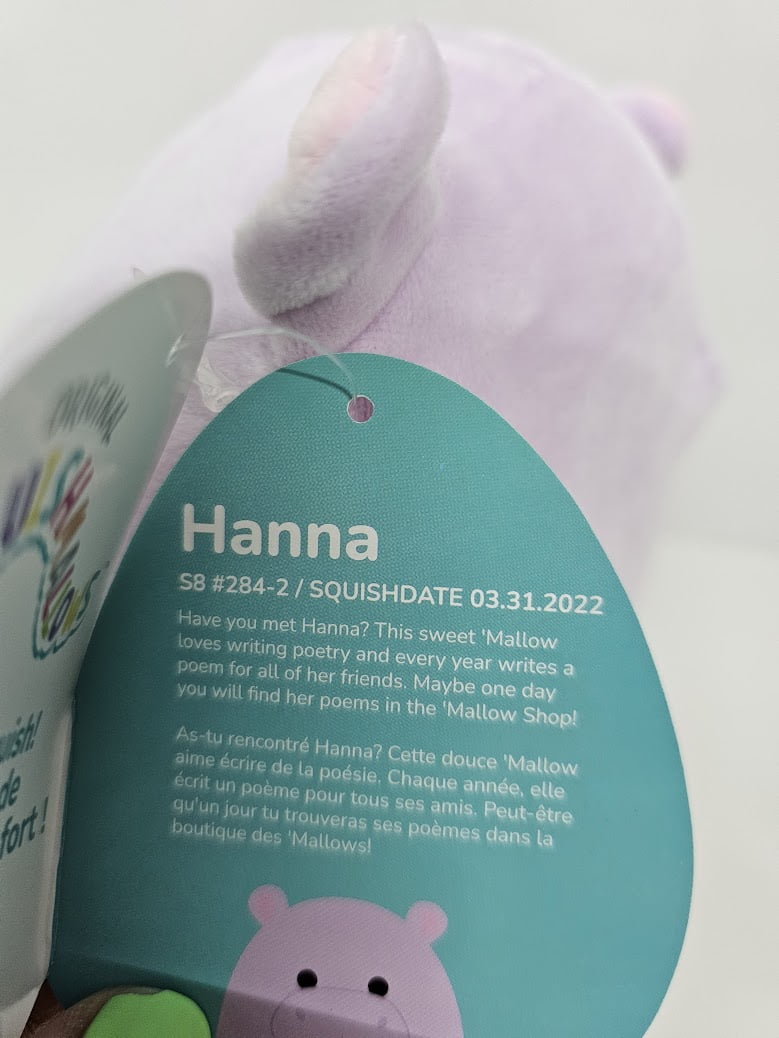 ORIGINAL
Hanna
S8 #284-2 / SQUISHDATE 03.31.2022
Have you met Hanna? This sweet 'Mallow
loves writing poetry and every year writes a
poem for all of her friends. Maybe one day
you will find her poems in the 'Mallow Shop!
As-tu rencontré Hanna? Cette douce 'Mallow
aime écrire de la poésie. Chaque année, elle
écrit un poème pour tous ses amis. Peut-être
qu'un jour tu trouveras ses poèmes dans la
boutique des 'Mallows!
de